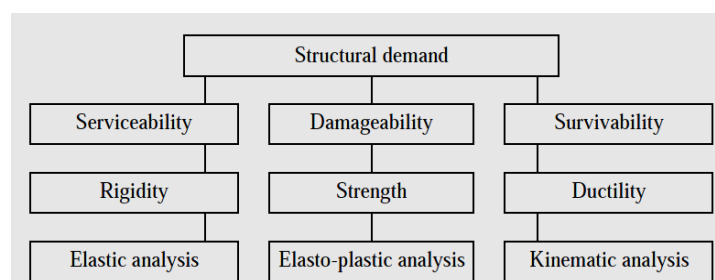 Structural demand
Serviceability
Damageability
Survivability
Rigidity
Strength
Ductility
Elastic analysis
Elasto-plastic analysis
Kinematic analysis